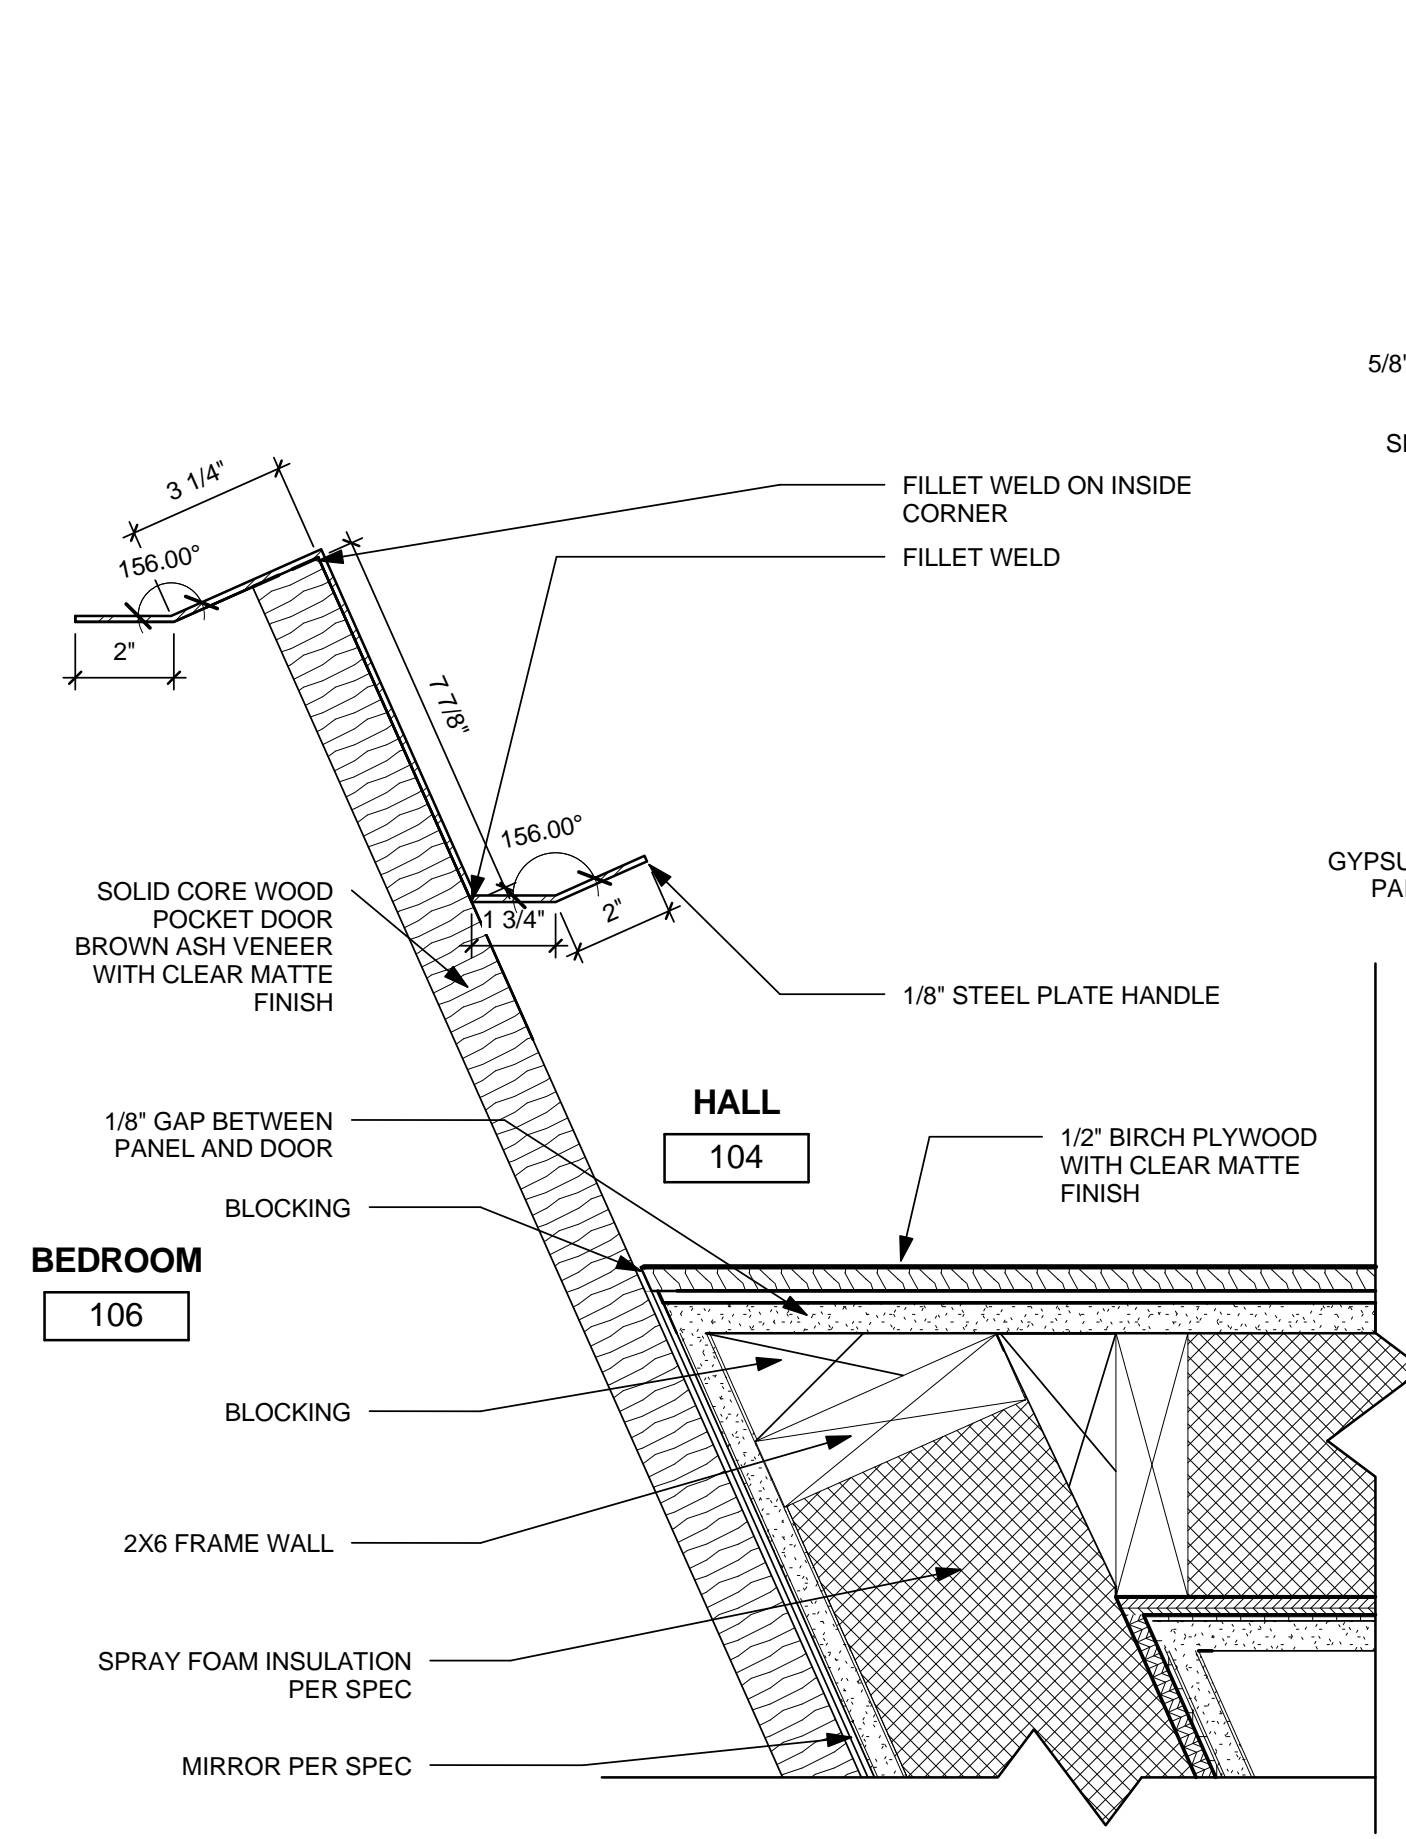 5/8"
3 1/4"
FILLET WELD ON INSIDE
CORNER
156.00°
FILLET WELD
2"
7 7/8"
156.00°
SOLID CORE WOOD
POCKET DOOR
BROWN ASH VENEER
WITH CLEAR MATTE
FINISH
1 3/4"
2"
1/8" STEEL PLATE HANDLE
HALL
104
1/8" GAP BETWEEN
PANEL AND DOOR
1/2" BIRCH PLYWOOD
WITH CLEAR MATTE
FINISH
BLOCKING
BEDROOM
106
BLOCKING
2X6 FRAME WALL
SPRAY FOAM INSULATION
PER SPEC
MIRROR PER SPEC